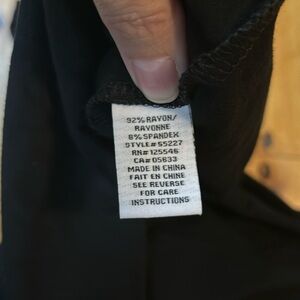 92% RAYON/
RAYONNE
8% SPANDEX
STYLE# 55227
RN# 125546
CA# 05633
MADE IN CHINA
FAIT EN CHINE
SEE REVERSE
FOR CARE
INSTRUCTIONS